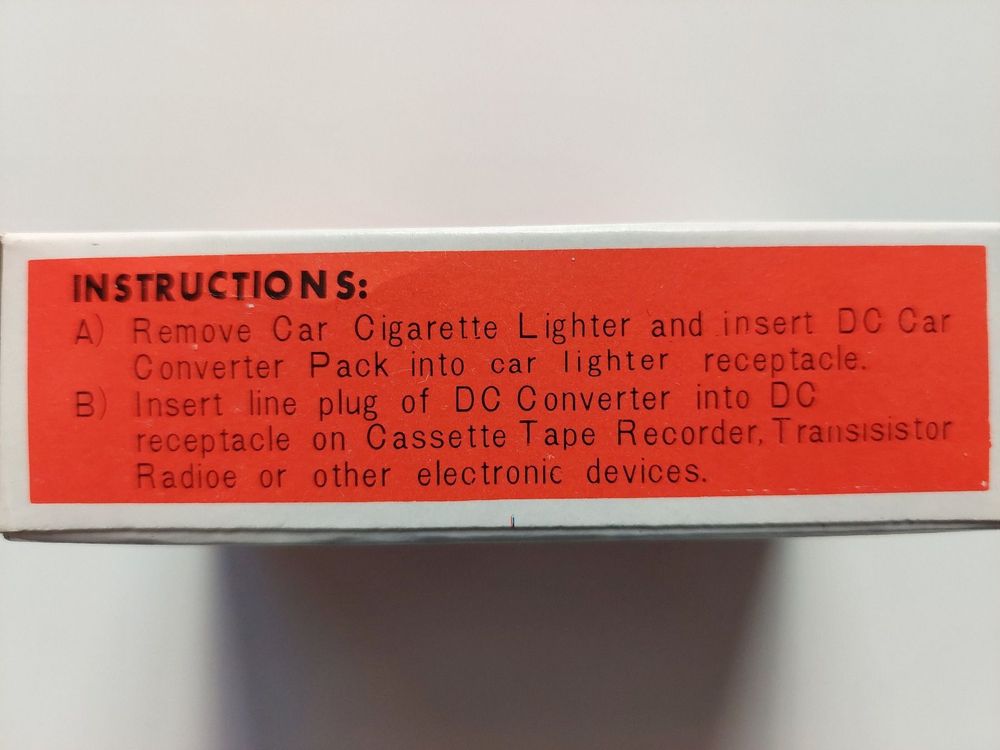 INSTRUCTIONS:
A) Remove Car Cigarette Lighter and insert DC Car
Converter Pack into car lighter receptacle.
B) Insert line plug of DC Converter into DC
receptacle on Cassette Tape Recorder, Transisistor
Radioe or other electronic devices.